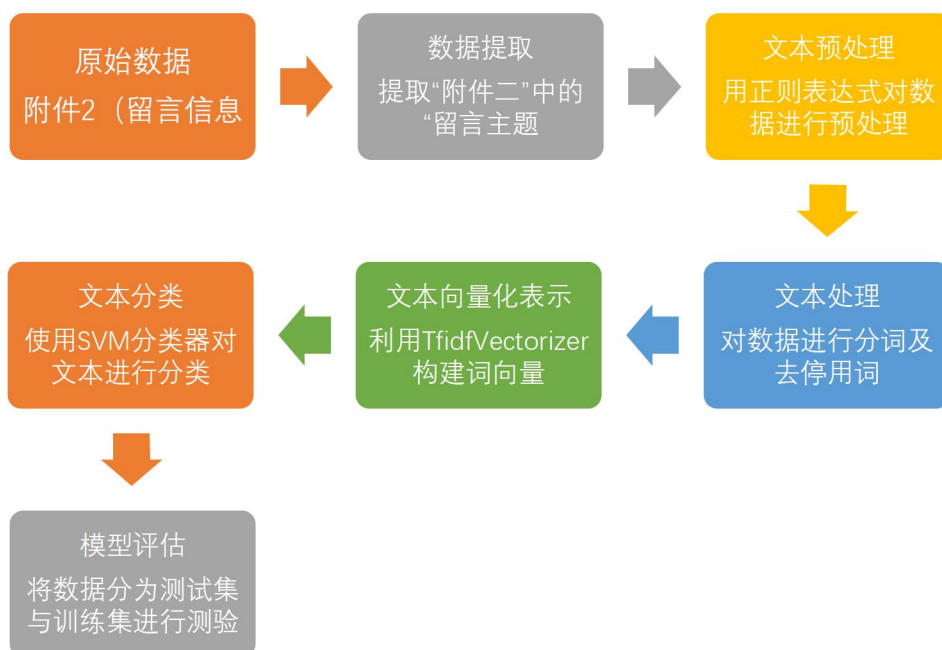 原始数据
附件2（留言信息
数据提取
提取“附件二”中的
“留言主题
文本预处理
用正则表达式对数
据进行预处理
文本处理
对数据进行分词及
去停用词
文本向量化表示
利用TfidfVectorizer
构建词向量
文本分类
使用SVM分类器对
文本进行分类
模型评估
将数据分为测试集
与训练集进行测验